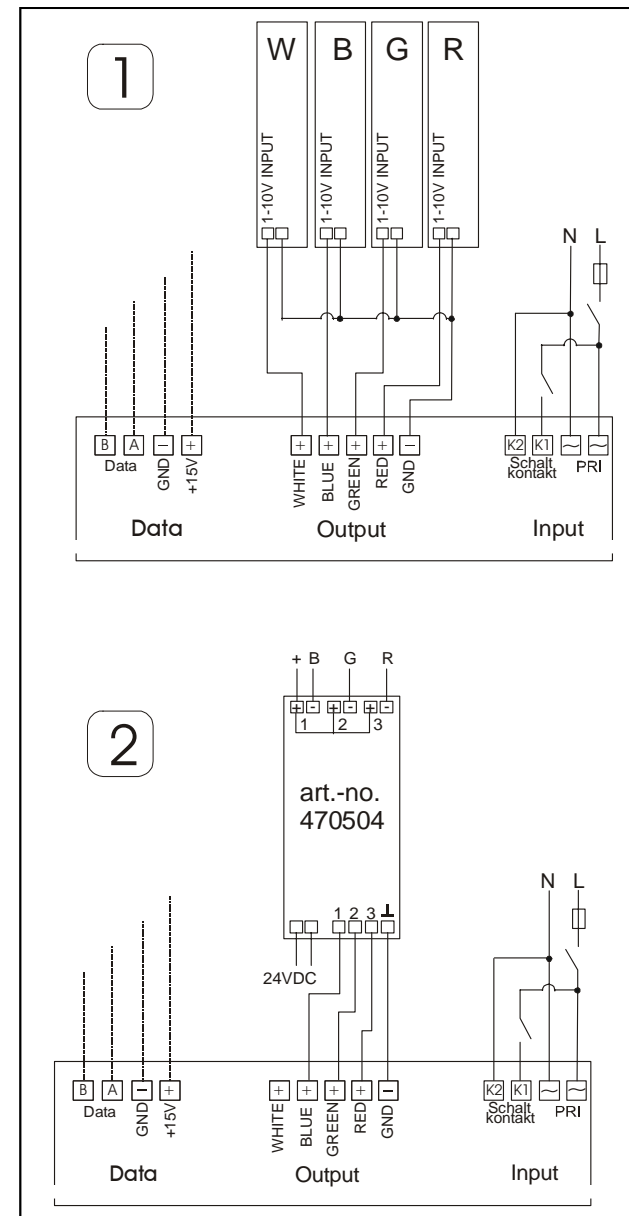 1
W B G R
1-10V INPUT 1-10V INPUT 1-10V INPUT 1-10V INPUT
N L
B A − + + + + + − K2 K1 ~ ~
Data GND +15V WHITE BLUE GREEN RED GND Schalt kontakt PRI
Data Output Input
2
+ B G R
+ - + - + -
1 2 3
art.-no.
470504
1 2 3 ⊥
24VDC
N L
B A − + + + + + − K2 K1 ~ ~
Data GND +15V WHITE BLUE GREEN RED GND Schalt kontakt PRI
Data Output Input